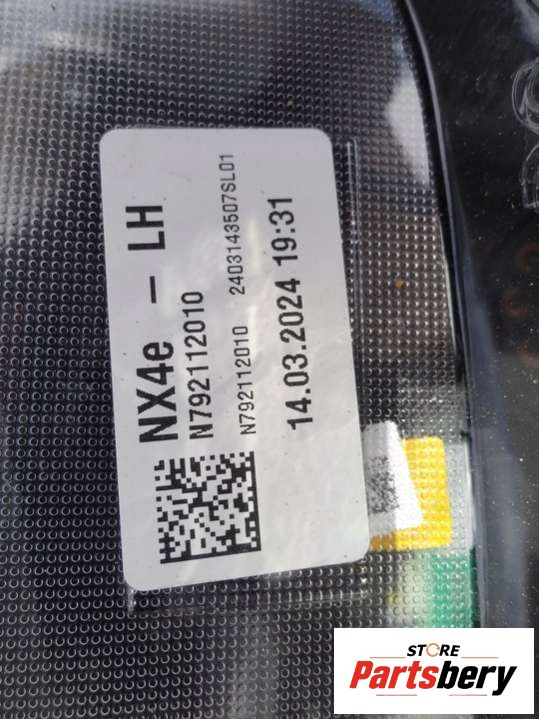 NX4e – LH
N792112010
N792112010 2403143507SL01
14.03.2024 19:31
STORE
Partsbery